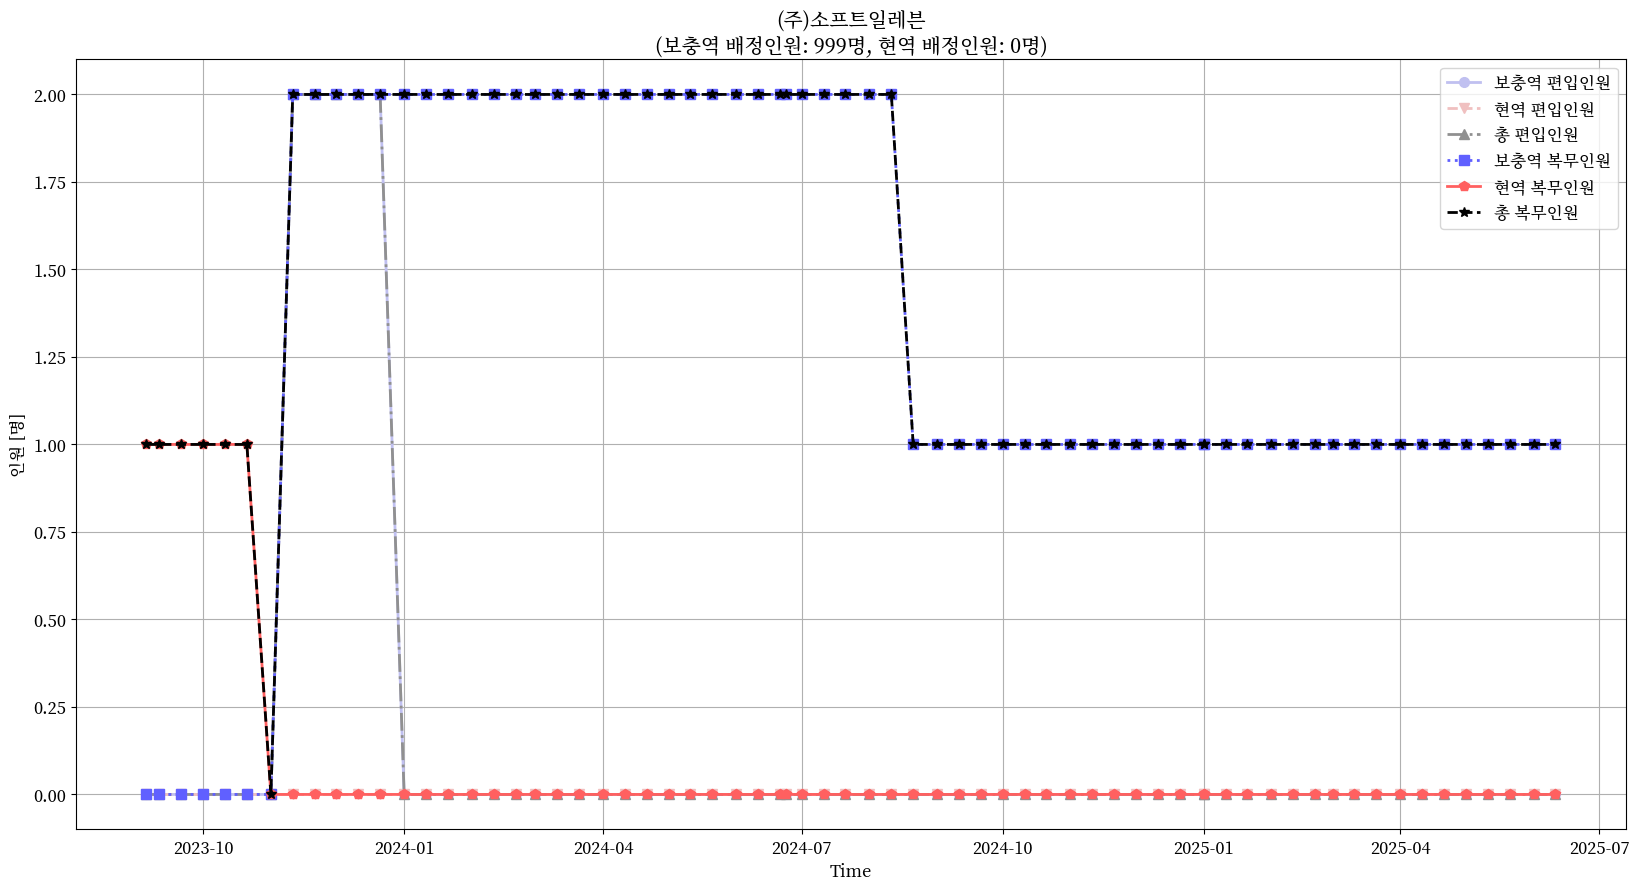 (주)소프트일레븐
(보충역 배정인원: 999명, 현역 배정인원: 0명)
인원 [명]
2.00
1.75
1.50
1.25
1.00
0.75
0.50
0.25
0.00
보충역 편입인원
현역 편입인원
총 편입인원
보충역 복무인원
현역 복무인원
총 복무인원
2023-10
2024-01
2024-04
2024-07
2024-10
2025-01
2025-04
2025-07
Time